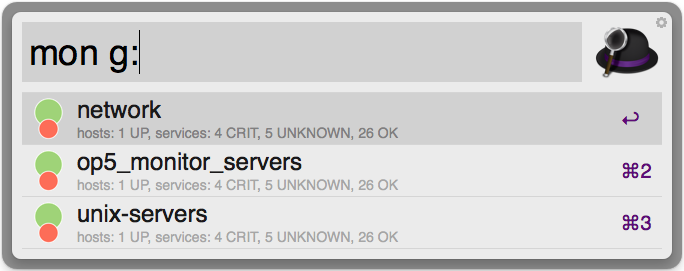 mon g:
network
hosts: 1 UP, services: 4 CRIT, 5 UNKNOWN, 26 OK
↩
op5_monitor_servers
hosts: 1 UP, services: 4 CRIT, 5 UNKNOWN, 26 OK
⌘2
unix-servers
hosts: 1 UP, services: 4 CRIT, 5 UNKNOWN, 26 OK
⌘3